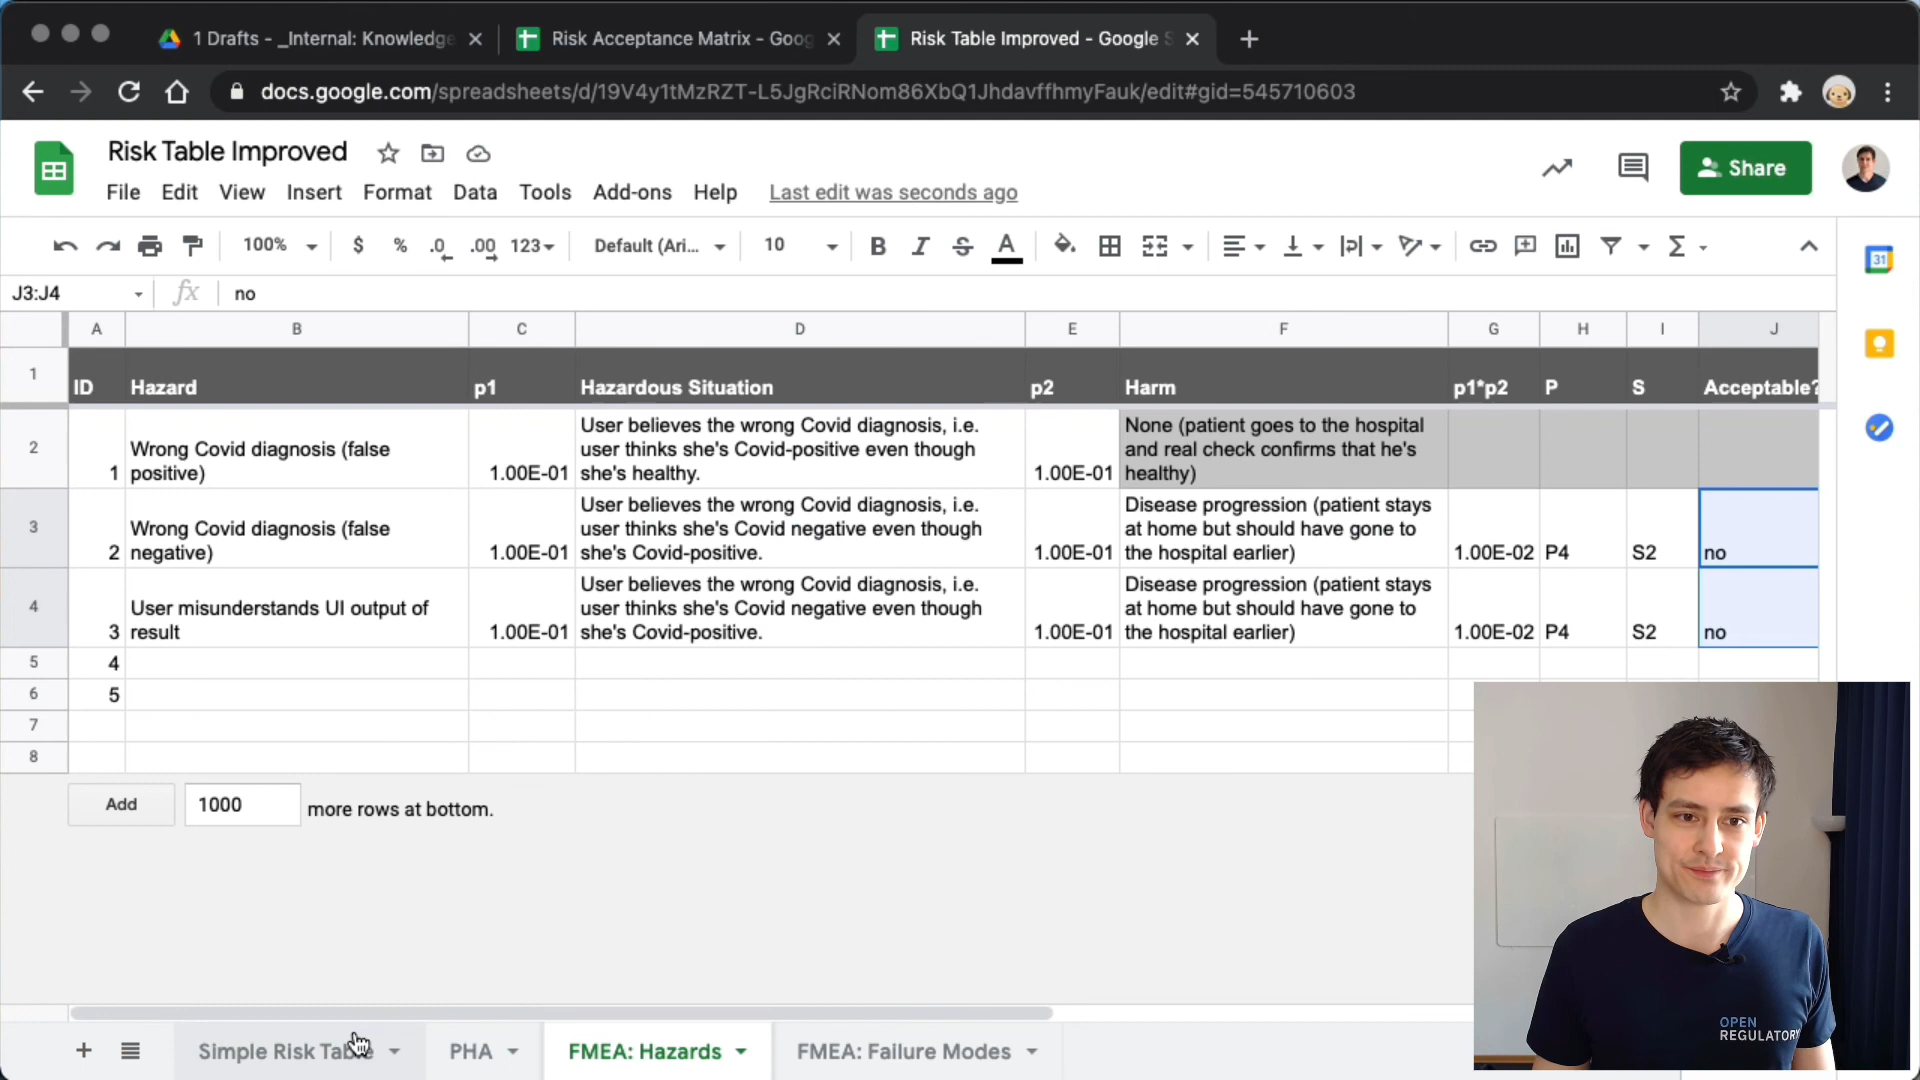 1 Drafts - _Internal: Knowledge
Risk Acceptance Matrix - Goog
Risk Table Improved - Google S
docs.google.com/spreadsheets/d/19V4y1tMzRZT-L5JgRciRNom86XbQ1JhdavffhmyFauk/edit#gid=545710603
Risk Table Improved
File Edit View Insert Format Data Tools Add-ons Help Last edit was seconds ago
Share
100% $ % .0 .00 123 Default (Ari... 10 B I S A Σ
31
J3:J4 fx no
A B C D E F G H I J
1 ID Hazard p1 Hazardous Situation p2 Harm p1*p2 P S Acceptable?
2
1
Wrong Covid diagnosis (false
positive)
1.00E-01
User believes the wrong Covid diagnosis, i.e.
user thinks she's Covid-positive even though
she's healthy.
1.00E-01
None (patient goes to the hospital
and real check confirms that he's
healthy)
3
2
Wrong Covid diagnosis (false
negative)
1.00E-01
User believes the wrong Covid diagnosis, i.e.
user thinks she's Covid negative even though
she's Covid-positive.
1.00E-01
Disease progression (patient stays
at home but should have gone to
the hospital earlier)
1.00E-02 P4 S2 no
4
3
User misunderstands UI output of
result
1.00E-01
User believes the wrong Covid diagnosis, i.e.
user thinks she's Covid negative even though
she's Covid-positive.
1.00E-01
Disease progression (patient stays
at home but should have gone to
the hospital earlier)
1.00E-02 P4 S2 no
5 4
6 5
7
8
Add 1000 more rows at bottom.
OPEN
REGULATORY
Simple Risk Table PHA FMEA: Hazards FMEA: Failure Modes